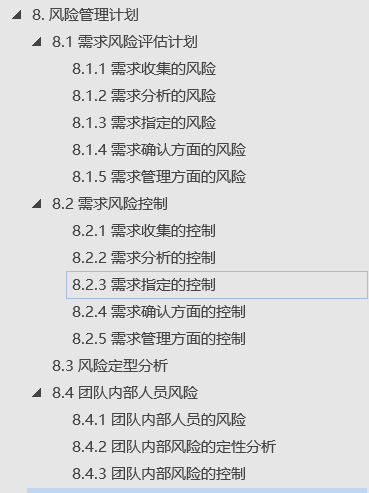 8. 风险管理计划
8.1 需求风险评估计划
8.1.1 需求收集的风险
8.1.2 需求分析的风险
8.1.3 需求指定的风险
8.1.4 需求确认方面的风险
8.1.5 需求管理方面的风险
8.2 需求风险控制
8.2.1 需求收集的控制
8.2.2 需求分析的控制
8.2.3 需求指定的控制
8.2.4 需求确认方面的控制
8.2.5 需求管理方面的控制
8.3 风险定型分析
8.4 团队内部人员风险
8.4.1 团队内部人员的风险
8.4.2 团队内部风险的定性分析
8.4.3 团队内部风险的控制